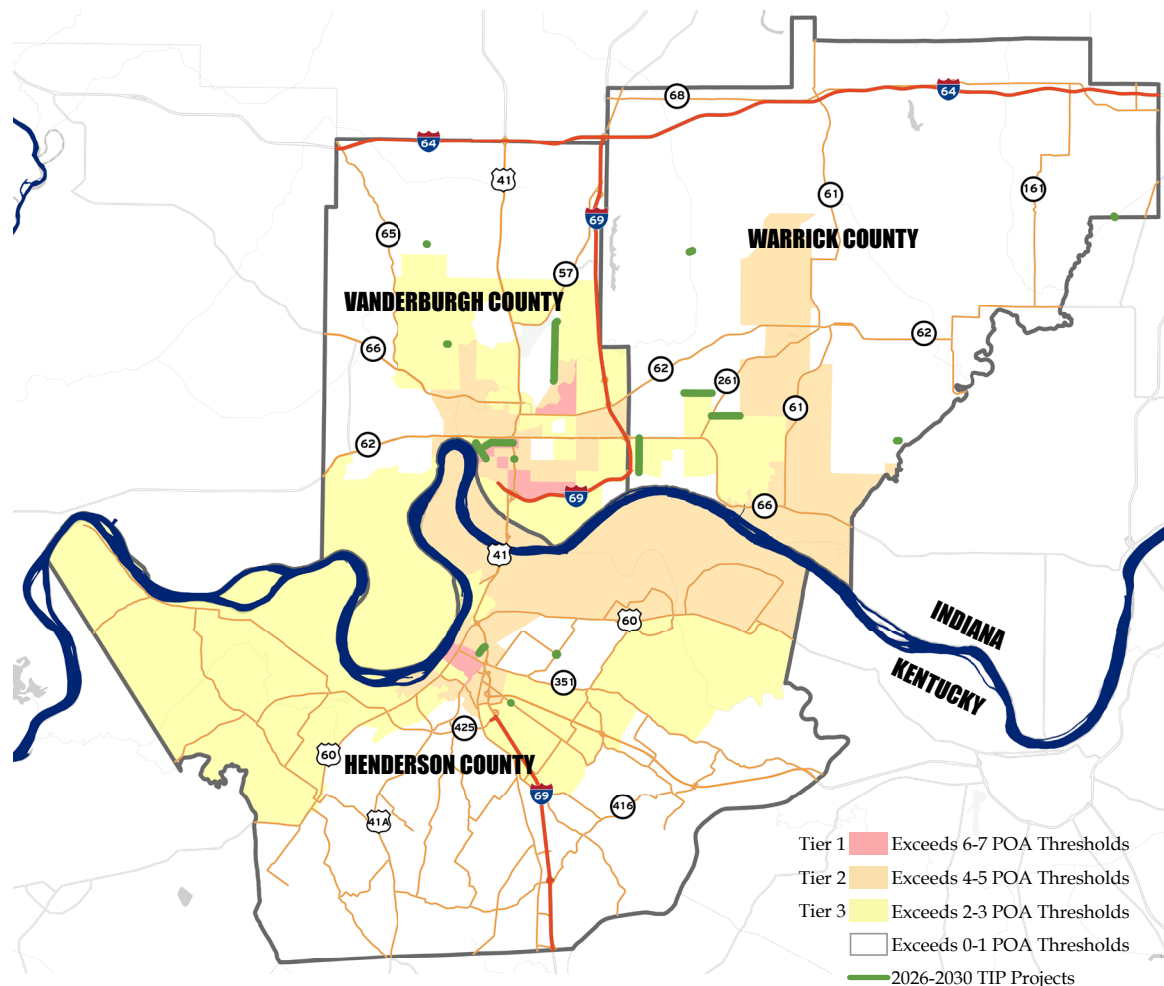 64
68
64
41
61
161
65
69
WARRICK COUNTY
57
VANDERBURGH COUNTY
66
62
62
261
61
62
69
66
41
INDIANA
60
KENTUCKY
351
425
60
HENDERSON COUNTY
69
416
41A
Tier 1 Exceeds 6-7 POA Thresholds
Tier 2 Exceeds 4-5 POA Thresholds
Tier 3 Exceeds 2-3 POA Thresholds
Exceeds 0-1 POA Thresholds
2026-2030 TIP Projects